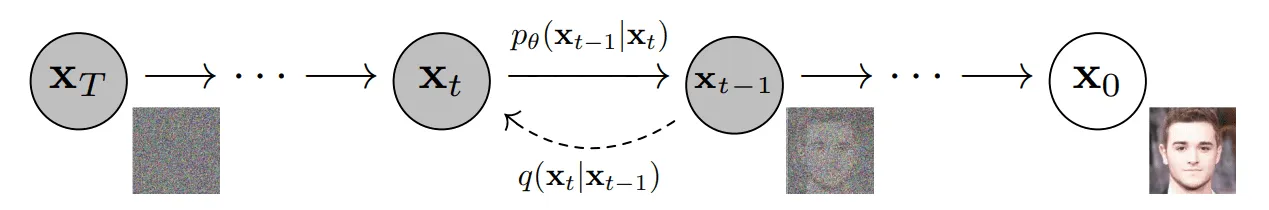 x_T ⟶ ··· ⟶ x_t ⟶ x_{t−1} ⟶ ··· ⟶ x_0
p_θ(x_{t−1}|x_t)
q(x_t|x_{t−1})